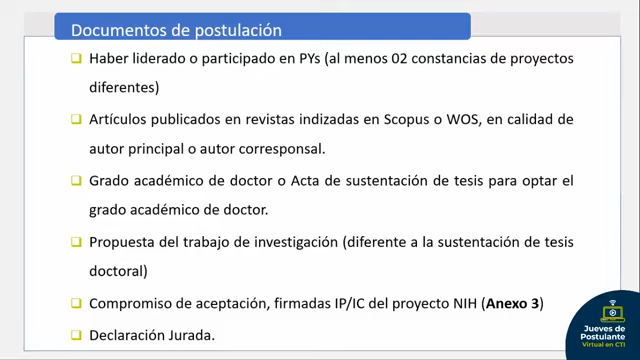 Documentos de postulación
Haber liderado o participado en PYs (al menos 02 constancias de proyectos
diferentes)
Artículos publicados en revistas indizadas en Scopus o WOS, en calidad de
autor principal o autor corresponsal.
Grado académico de doctor o Acta de sustentación de tesis para optar el
grado académico de doctor.
Propuesta del trabajo de investigación (diferente a la sustentación de tesis
doctoral)
Compromiso de aceptación, firmadas IP/IC del proyecto NIH (Anexo 3)
Declaración Jurada.
Jueves de
Postulante
Virtual en CTI